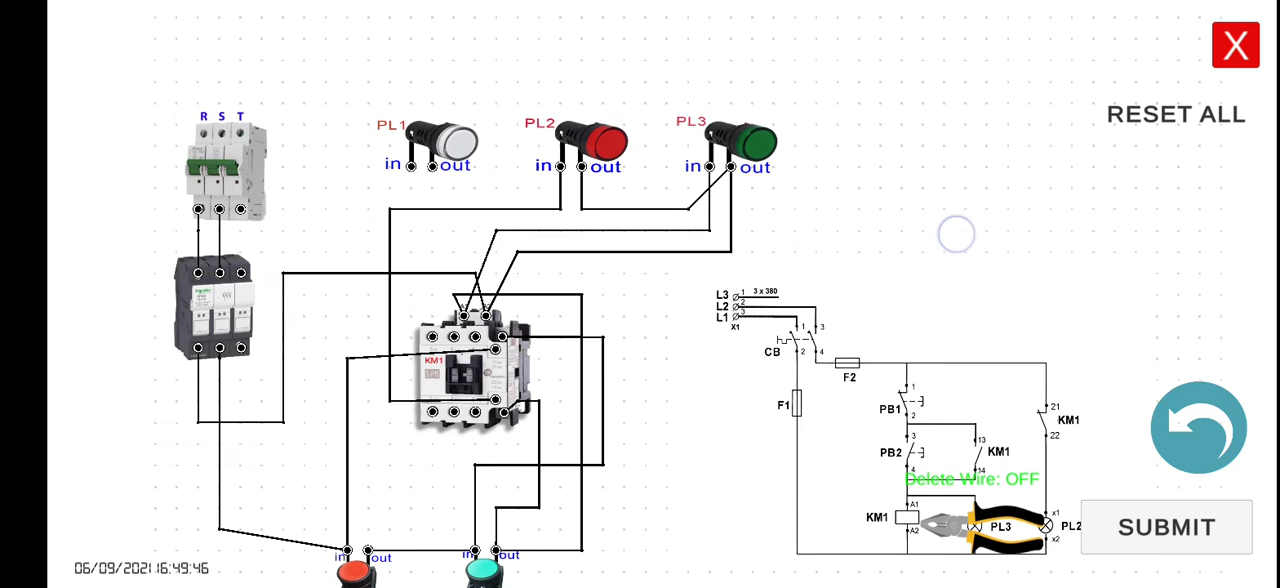 X
RESET ALL
R S T
PL1
PL2
PL3
in
out
in
out
in
out
KM1
L3 1 3 x 380
L2 2
L1 3
X1
1 3
CB
2 4
F2
F1
1
PB1
2
21
KM1
22
3
13
PB2
KM1
4
14
Delete Wire: OFF
A1
x1
KM1
PL3
PL2
A2
x2
SUBMIT
in
out
in
out
06/09/2021 16:49:46